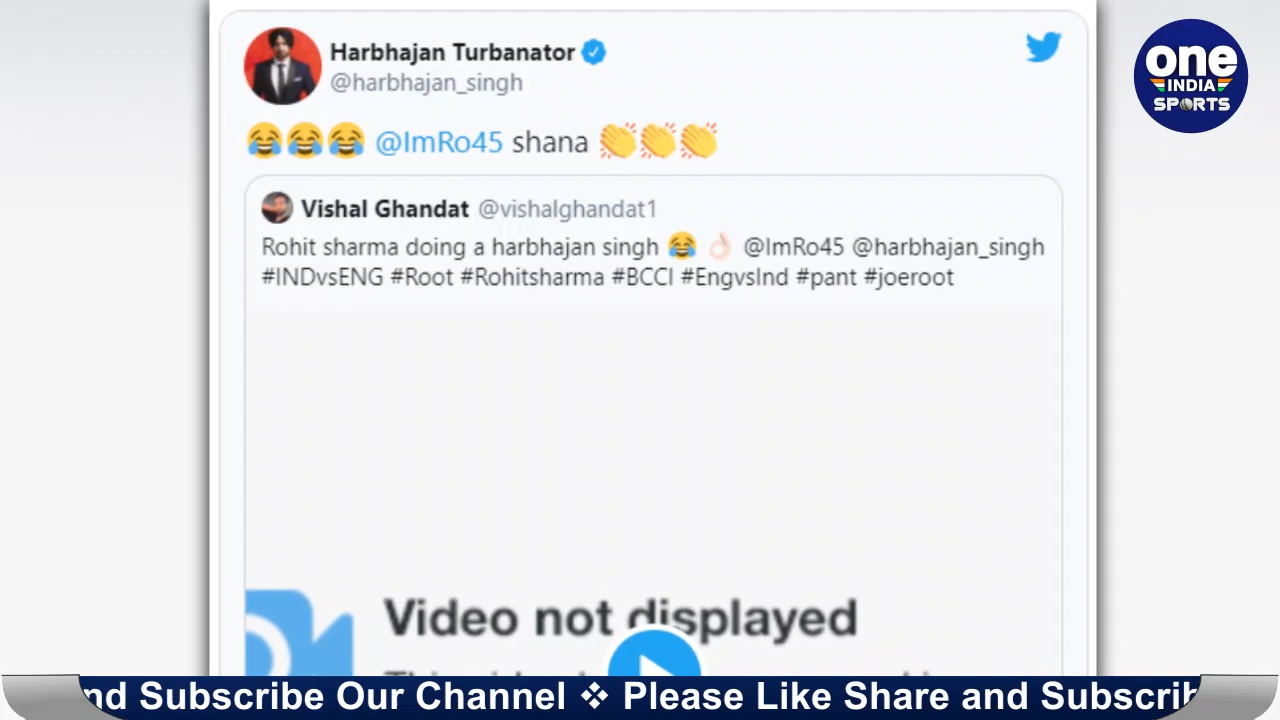 Harbhajan Turbanator
@harbhajan_singh
😂😂😂 @ImRo45 shana 👏👏👏
Vishal Ghandat @vishalghandat1
Rohit sharma doing a harbhajan singh 😂 👌🏻 @ImRo45 @harbhajan_singh
#INDvsENG #Root #Rohitsharma #BCCI #EngvsInd #pant #joeroot
Video not displayed
one
INDIA
SPORTS
nd Subscribe Our Channel ❖ Please Like Share and Subscrib